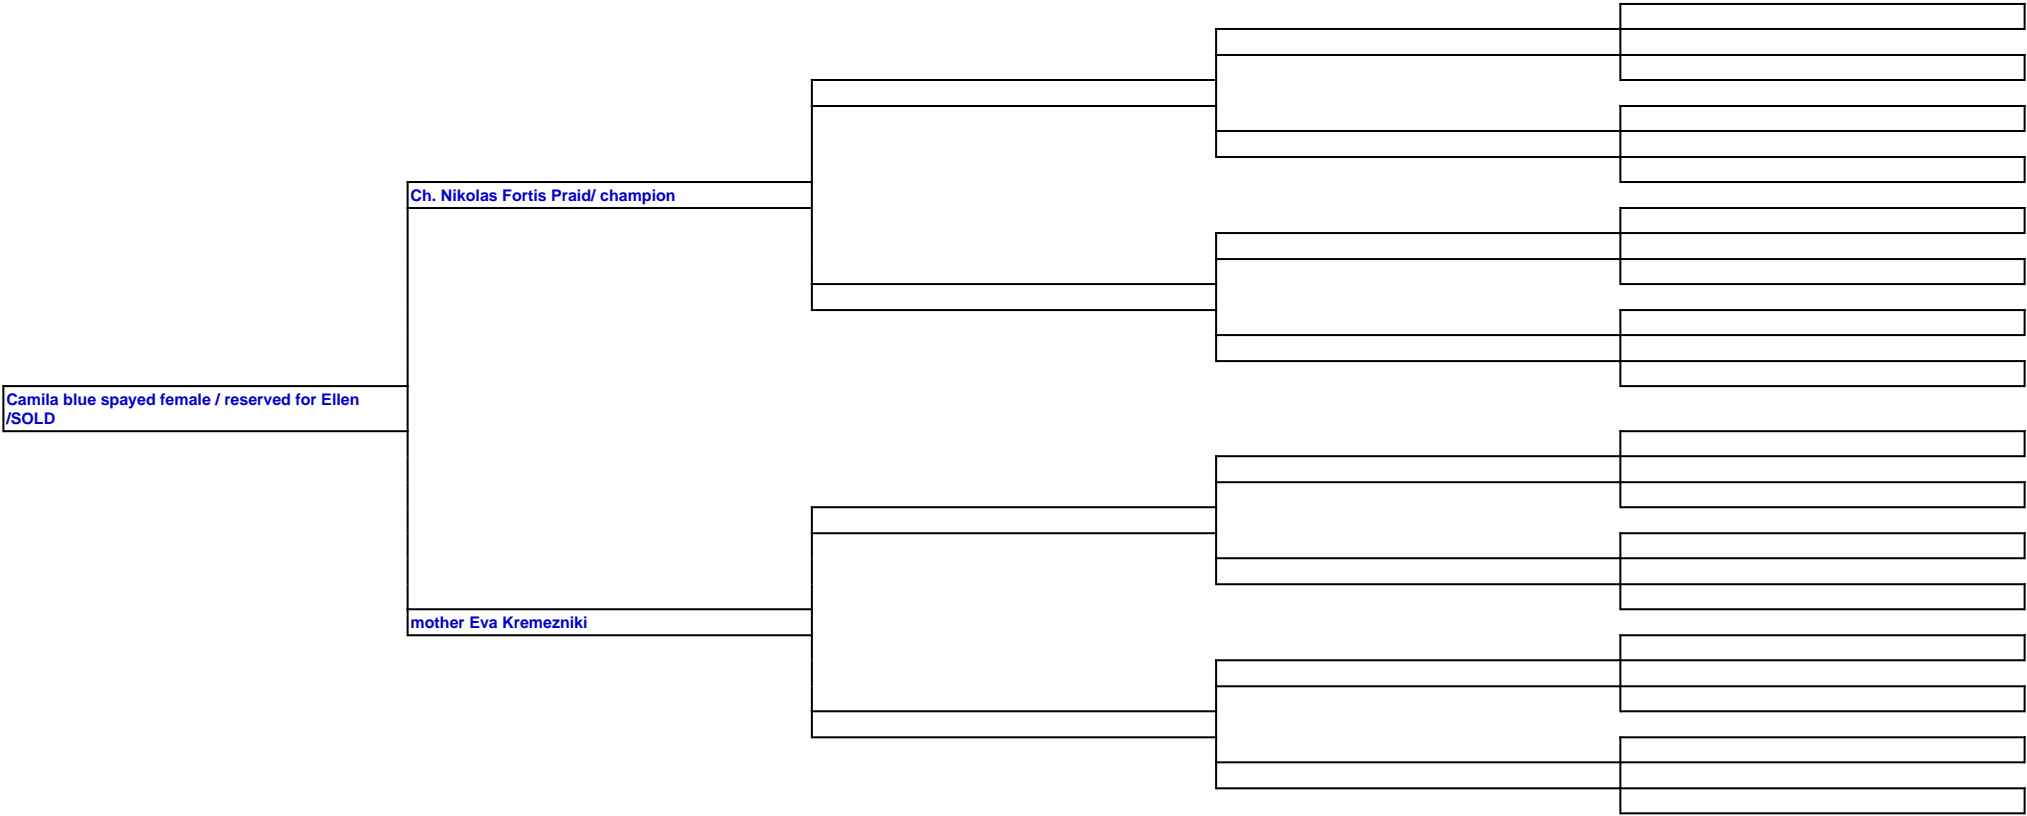 Ch. Nikolas Fortis Praid/ champion
Camila blue spayed female / reserved for Ellen
/SOLD
mother Eva Kremezniki